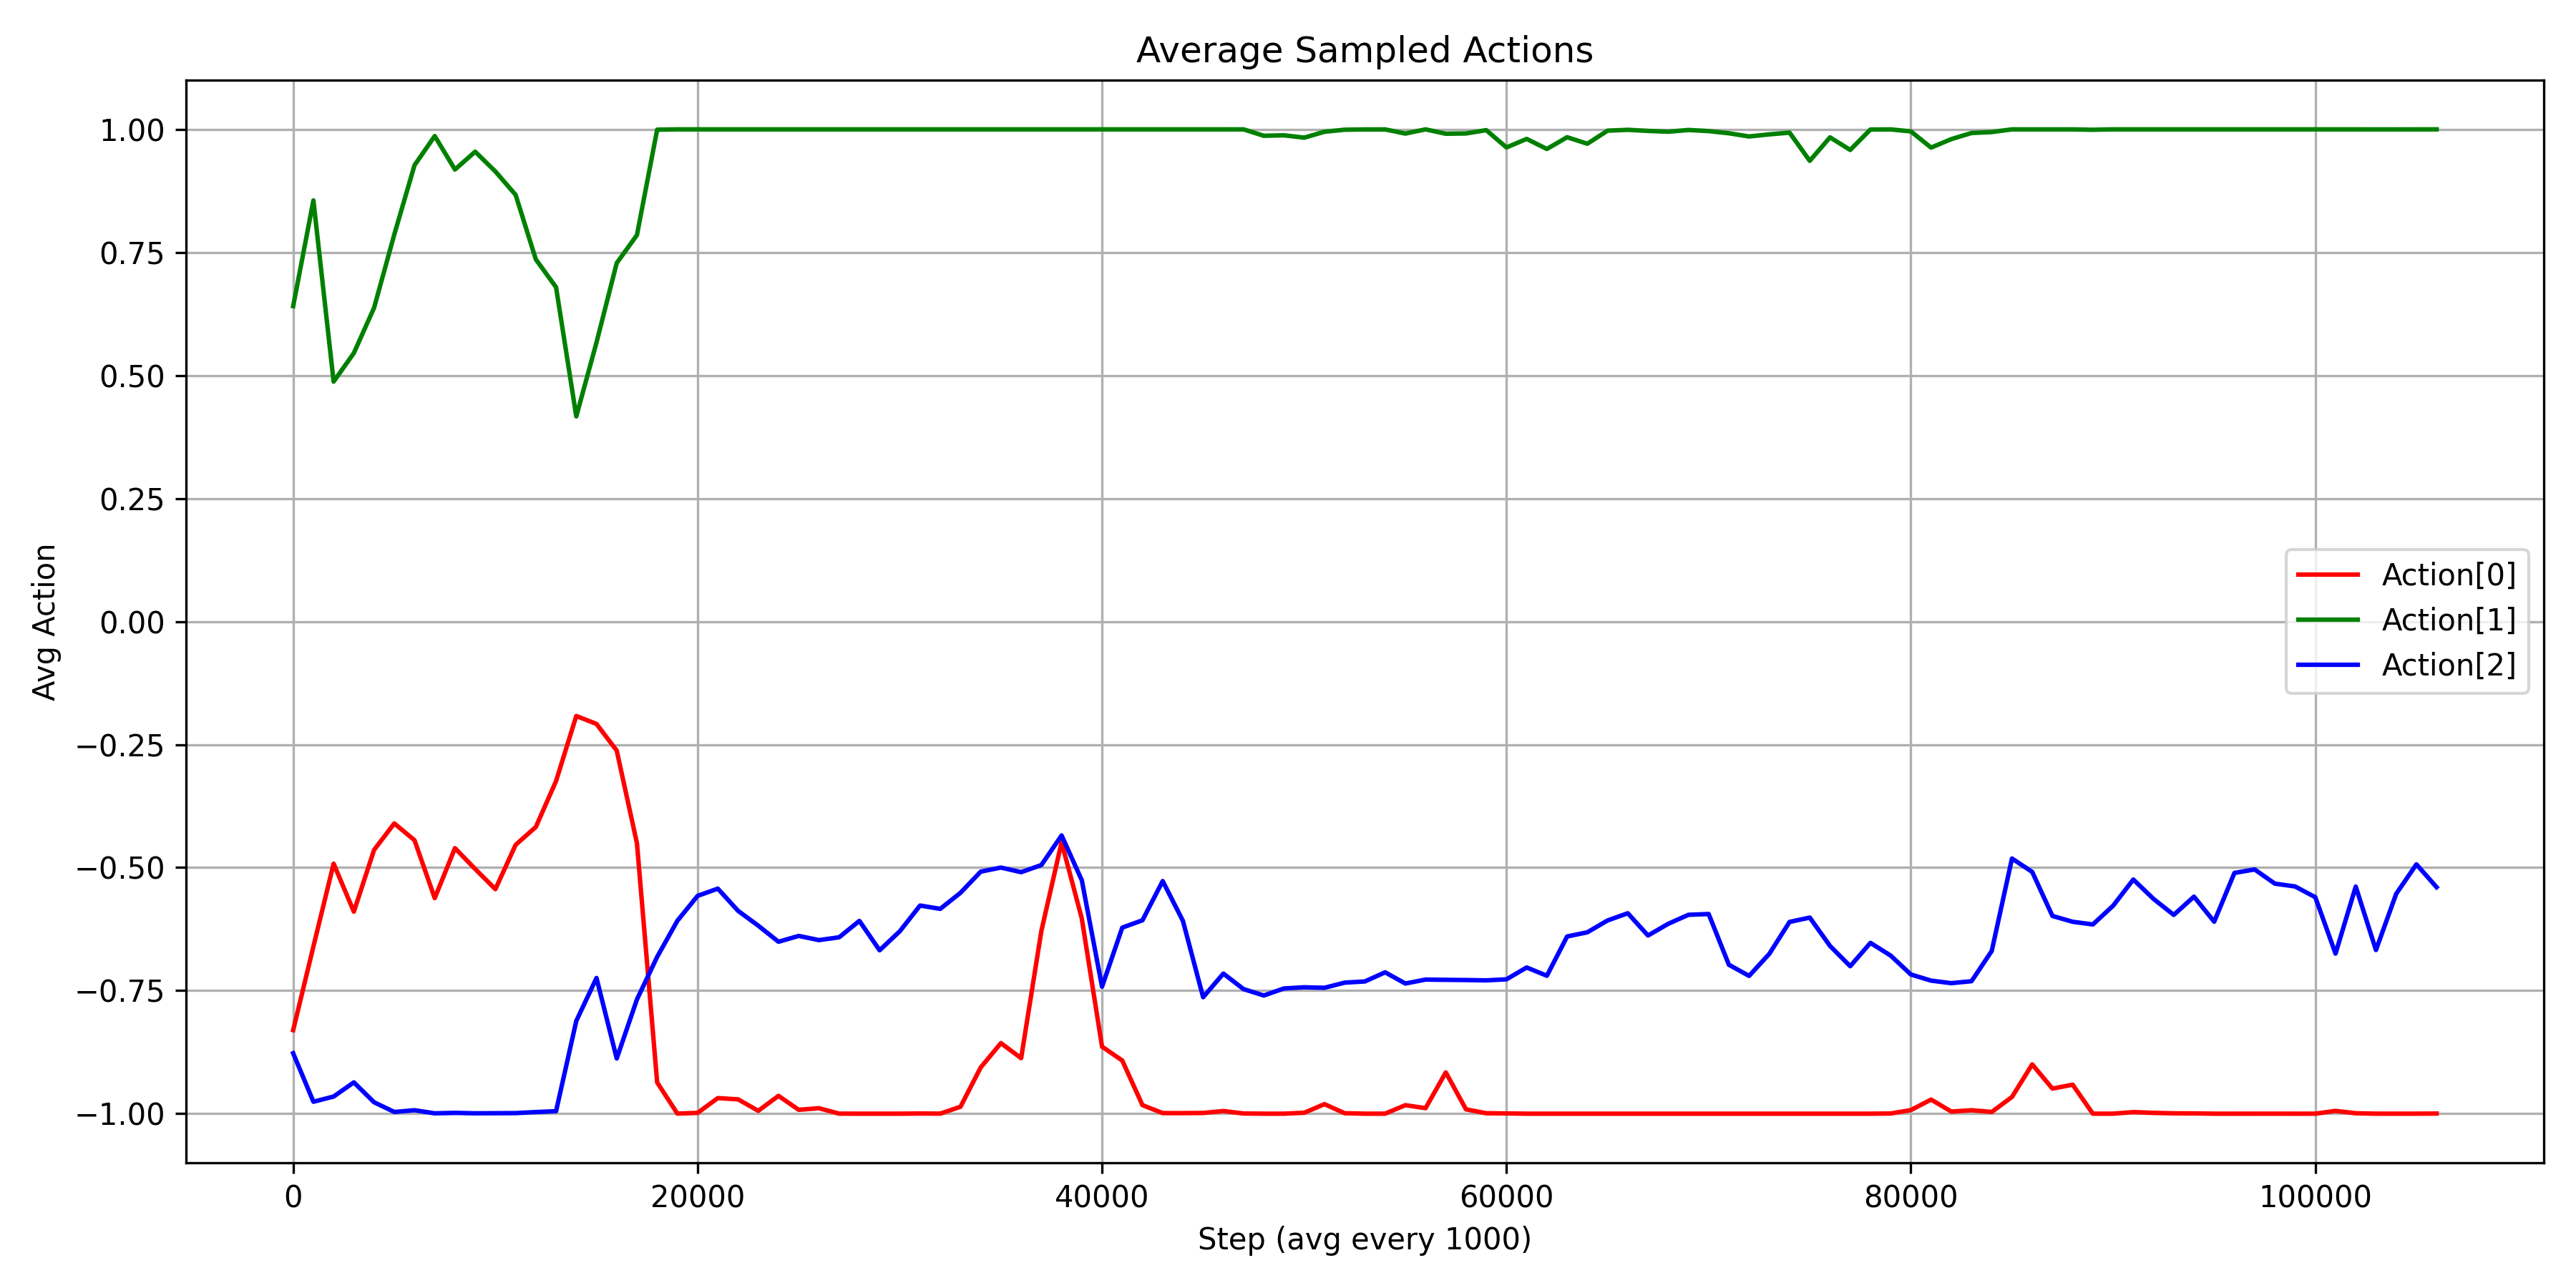 Average Sampled Actions
1.00
0.75
0.50
0.25
0.00
−0.25
−0.50
−0.75
−1.00
Avg Action
Action[0]
Action[1]
Action[2]
0 20000 40000 60000 80000 100000
Step (avg every 1000)